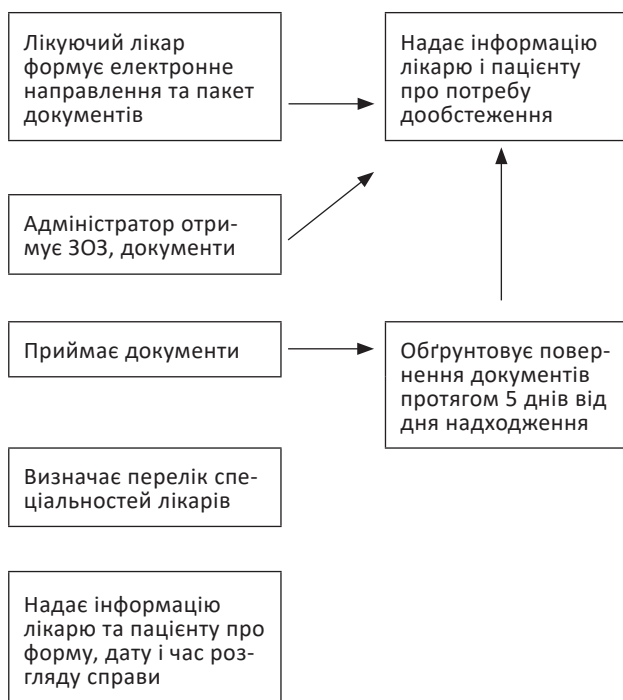 Лікуючий лікар
формує електронне
направлення та пакет
документів
Надає інформацію
лікарю і пацієнту
про потребу
дообстеження
Адміністратор отри-
мує ЗОЗ, документи
Приймає документи
Обґрунтовує повер-
нення документів
протягом 5 днів від
дня надходження
Визначає перелік спе-
ціальностей лікарів
Надає інформацію
лікарю та пацієнту про
форму, дату і час роз-
гляду справи